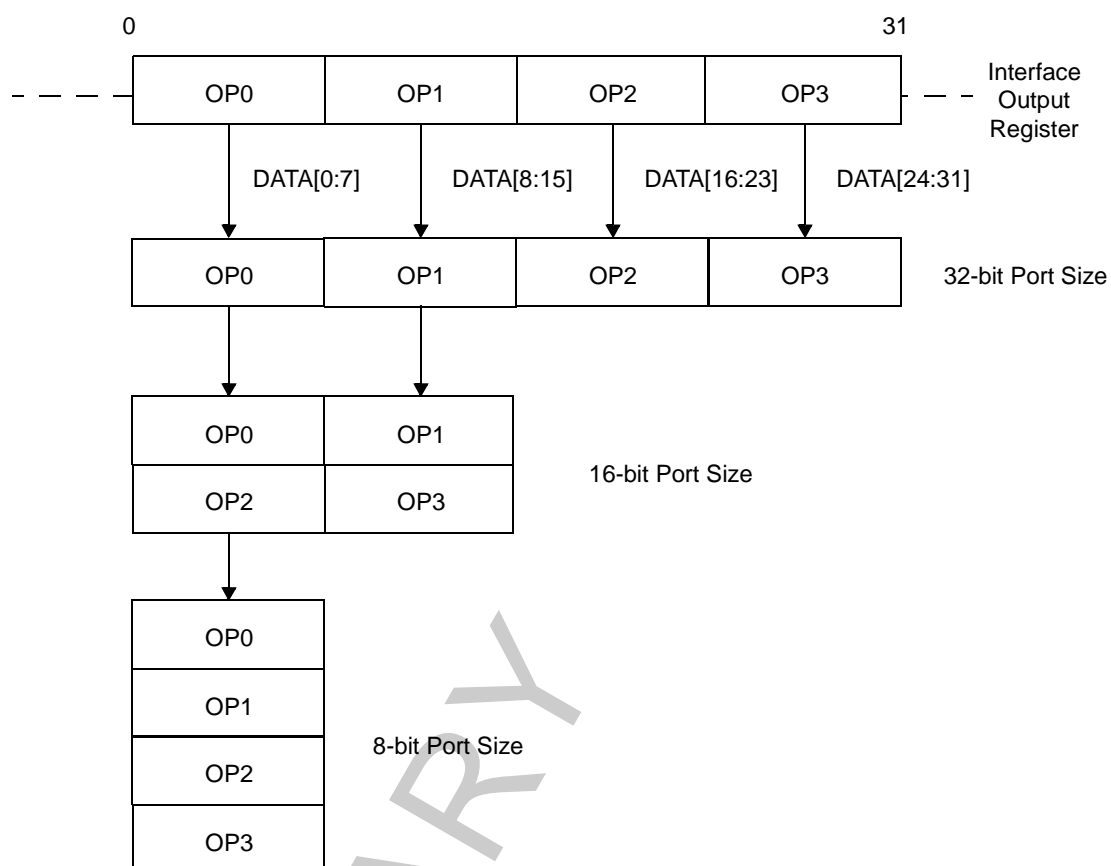 0 31
OP0 OP1 OP2 OP3
Interface
Output
Register
DATA[0:7] DATA[8:15] DATA[16:23] DATA[24:31]
OP0 OP1 OP2 OP3 32-bit Port Size
OP0 OP1
16-bit Port Size
OP2 OP3
OP0
OP1
8-bit Port Size
OP2
OP3
ARY